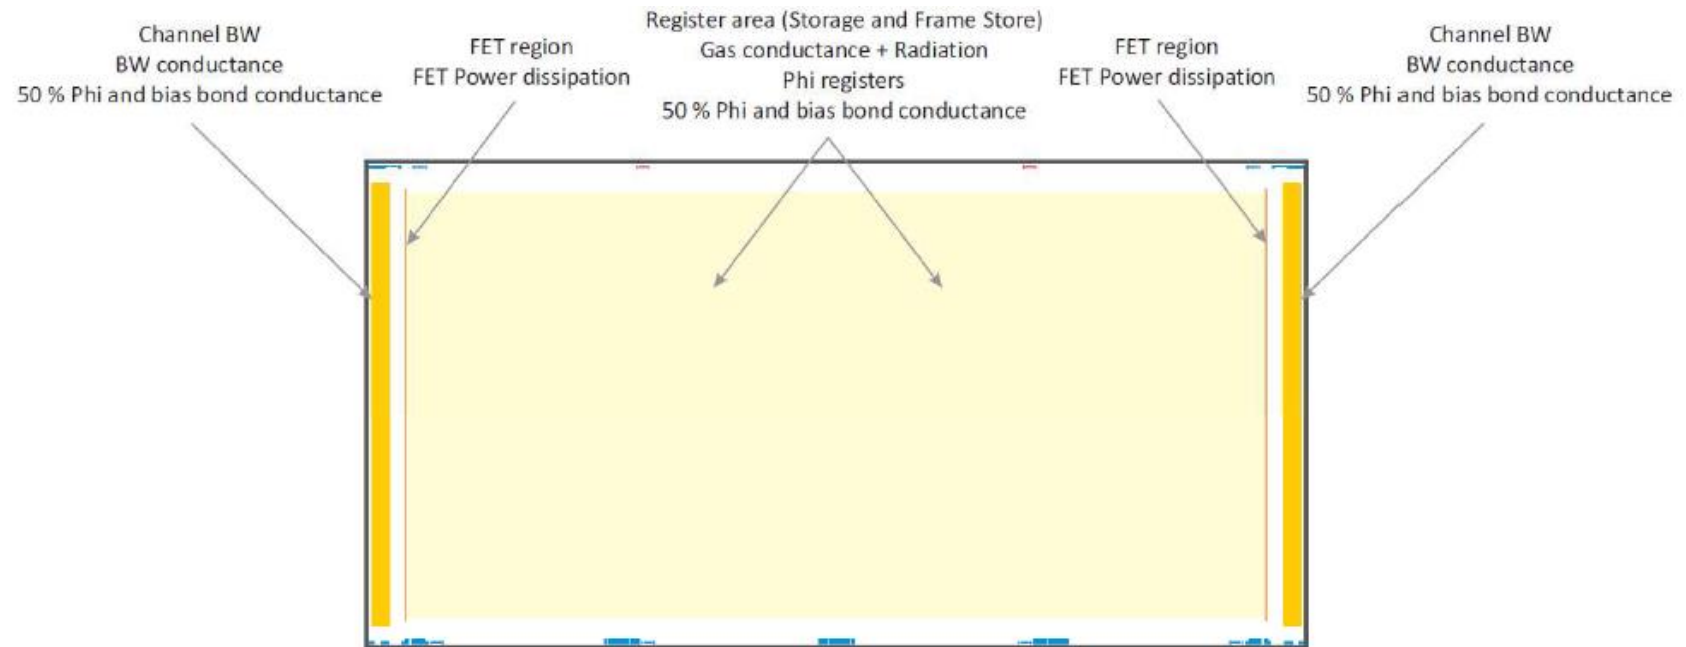 Channel BW
BW conductance
50 % Phi and bias bond conductance
FET region
FET Power dissipation
Register area (Storage and Frame Store)
Gas conductance + Radiation
Phi registers
50 % Phi and bias bond conductance
FET region
FET Power dissipation
Channel BW
BW conductance
50 % Phi and bias bond conductance